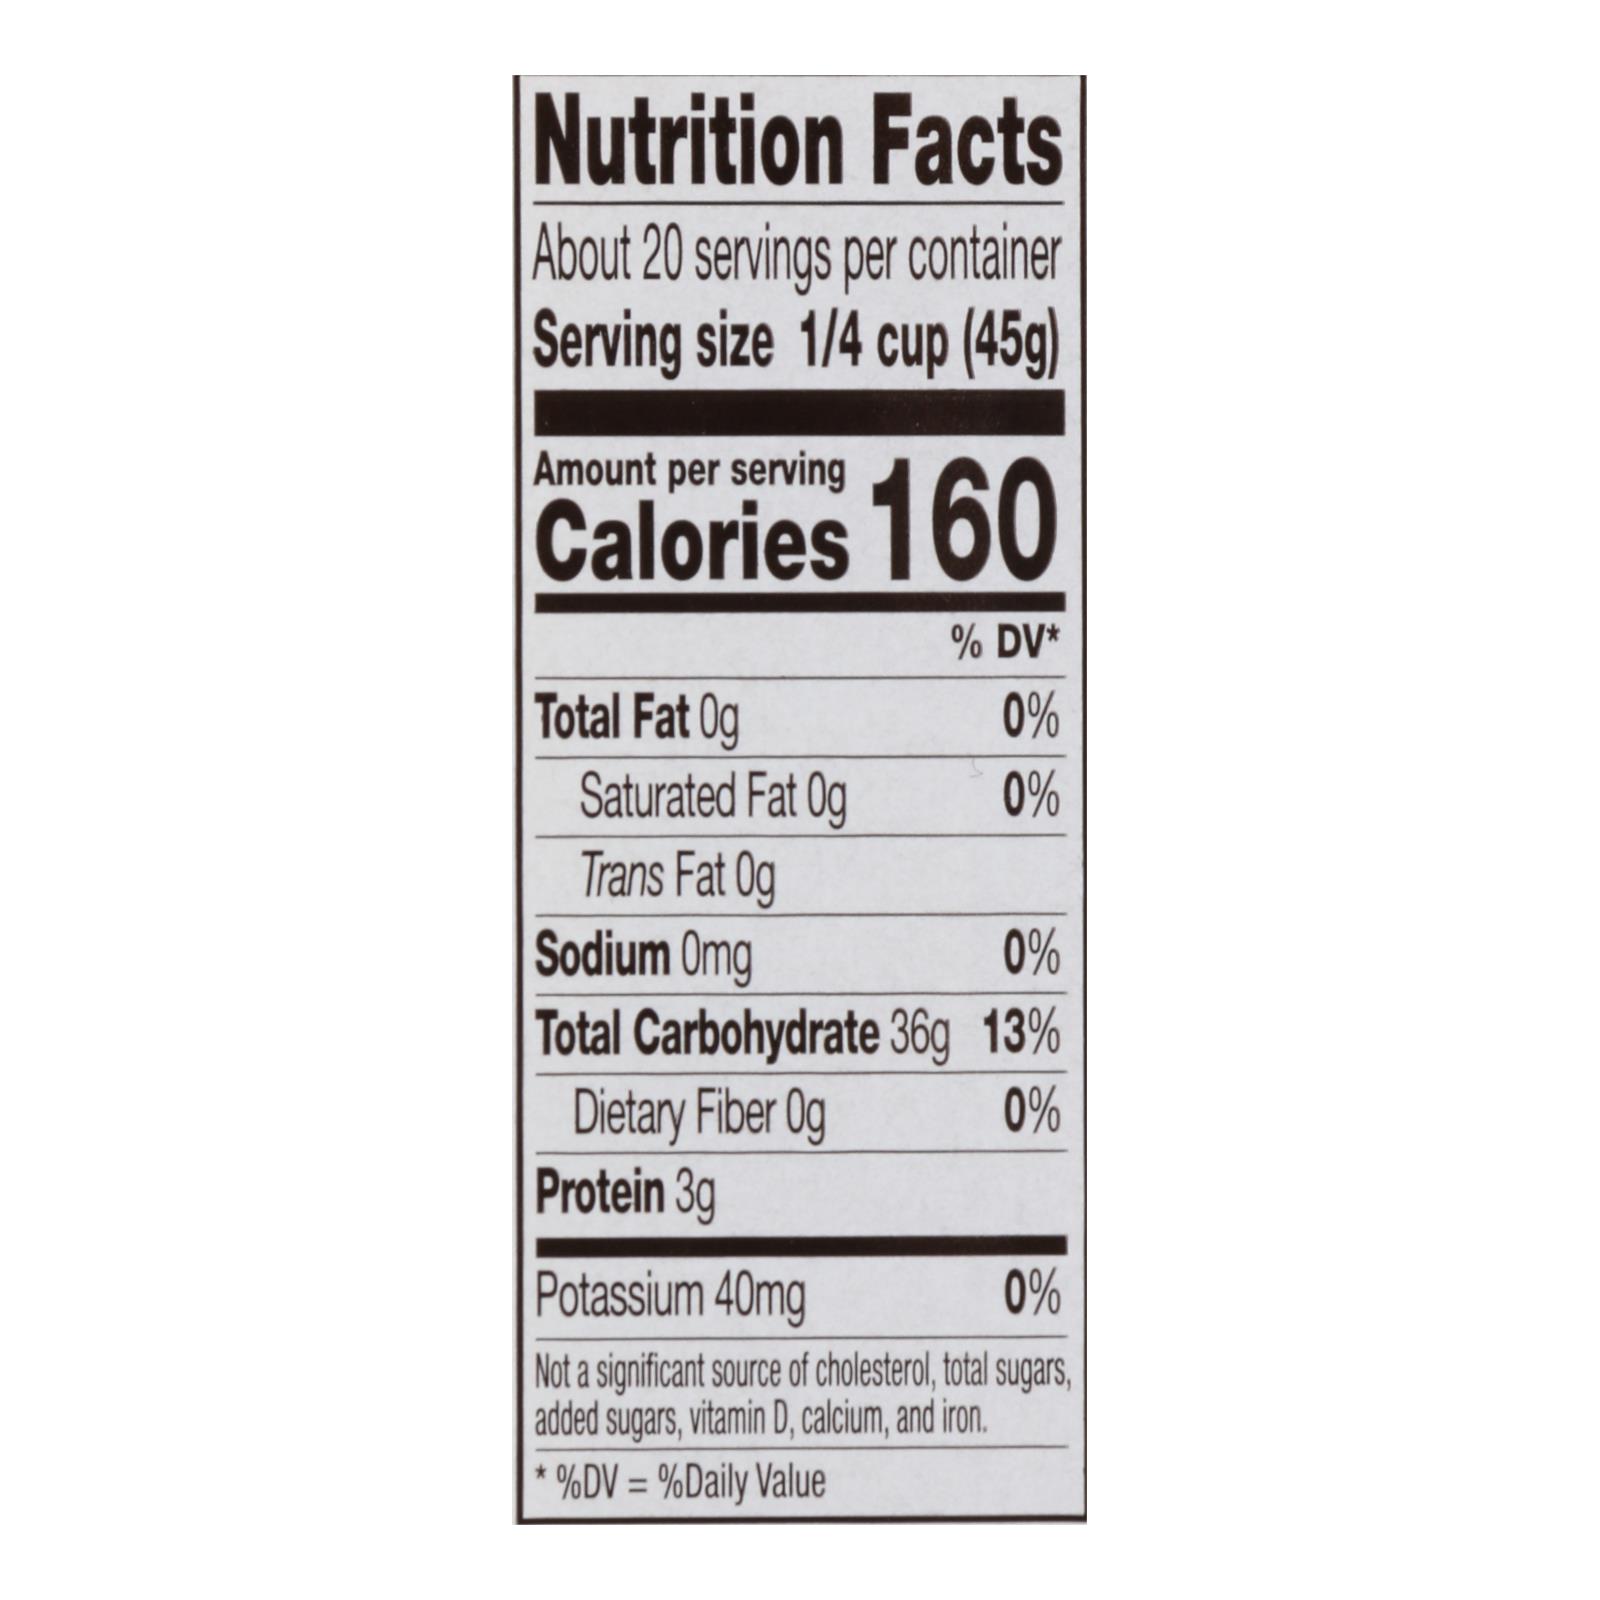 Nutrition Facts
About 20 servings per container
Serving size 1/4 cup (45g)
Amount per serving
Calories 160
% DV*
Total Fat 0g 0%
Saturated Fat 0g 0%
Trans Fat 0g
Sodium 0mg 0%
Total Carbohydrate 36g 13%
Dietary Fiber 0g 0%
Protein 3g
Potassium 40mg 0%
Not a significant source of cholesterol, total sugars,
added sugars, vitamin D, calcium, and iron.
* %DV = %Daily Value